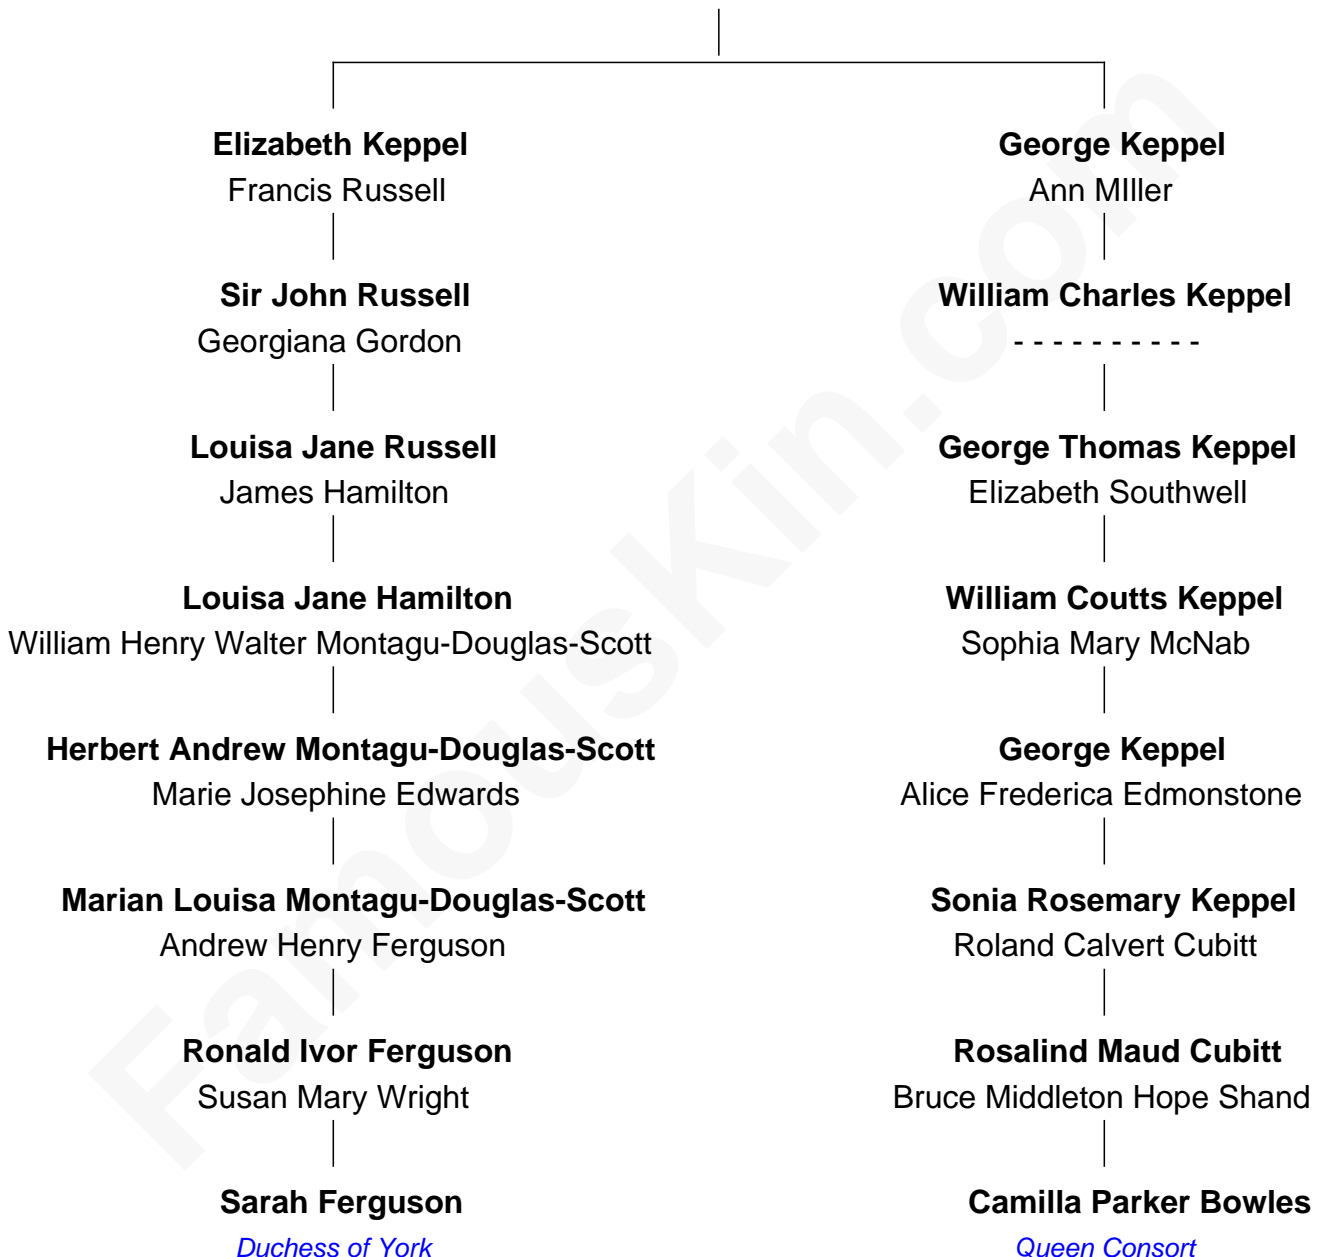 Elizabeth Keppel
Francis Russell
George Keppel
Ann MIller
Sir John Russell
Georgiana Gordon
William Charles Keppel
- - - - - - - - - -
Louisa Jane Russell
James Hamilton
George Thomas Keppel
Elizabeth Southwell
Louisa Jane Hamilton
William Henry Walter Montagu-Douglas-Scott
William Coutts Keppel
Sophia Mary McNab
Herbert Andrew Montagu-Douglas-Scott
Marie Josephine Edwards
George Keppel
Alice Frederica Edmonstone
Marian Louisa Montagu-Douglas-Scott
Andrew Henry Ferguson
Sonia Rosemary Keppel
Roland Calvert Cubitt
Ronald Ivor Ferguson
Susan Mary Wright
Rosalind Maud Cubitt
Bruce Middleton Hope Shand
Sarah Ferguson
Duchess of York
Camilla Parker Bowles
Queen Consort
FamousKin.com